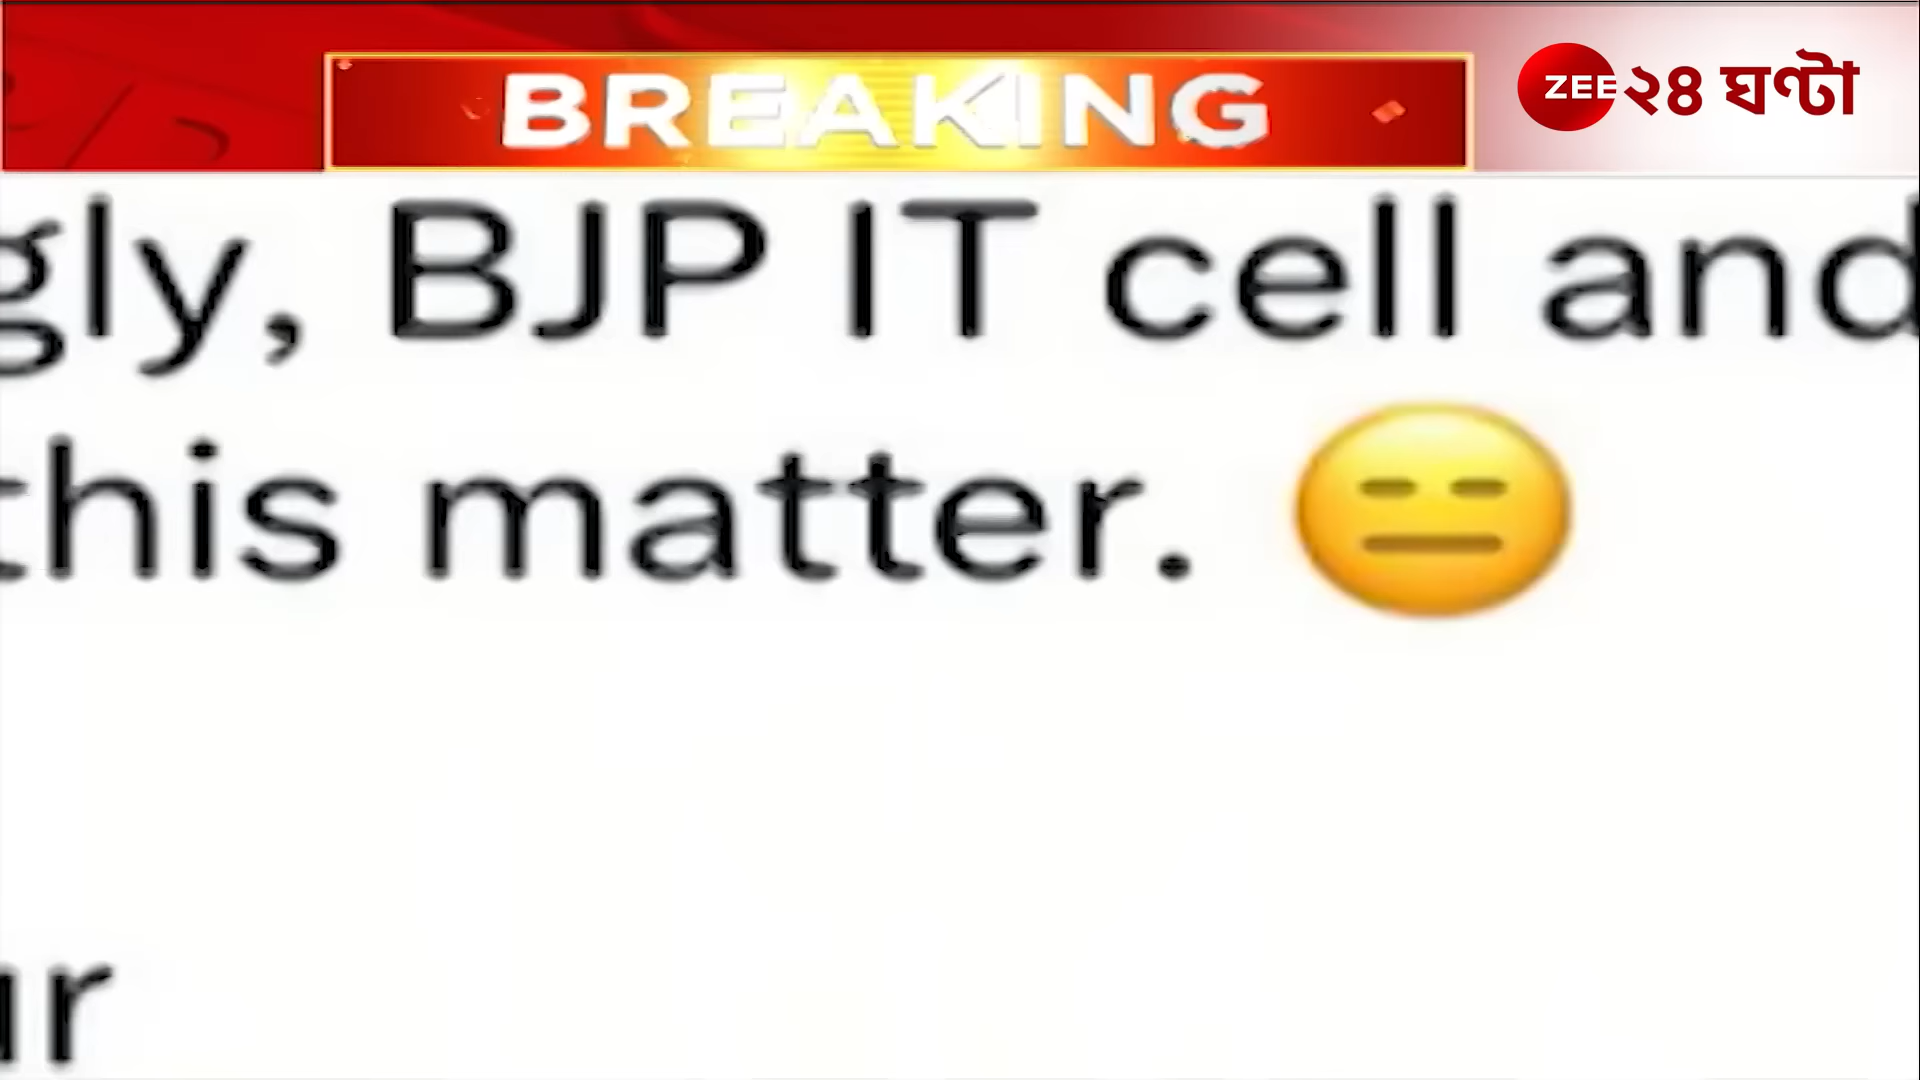 BREAKING
ZEE ২৪ ঘণ্টা
gly, BJP IT cell and
this matter. 😑
ur